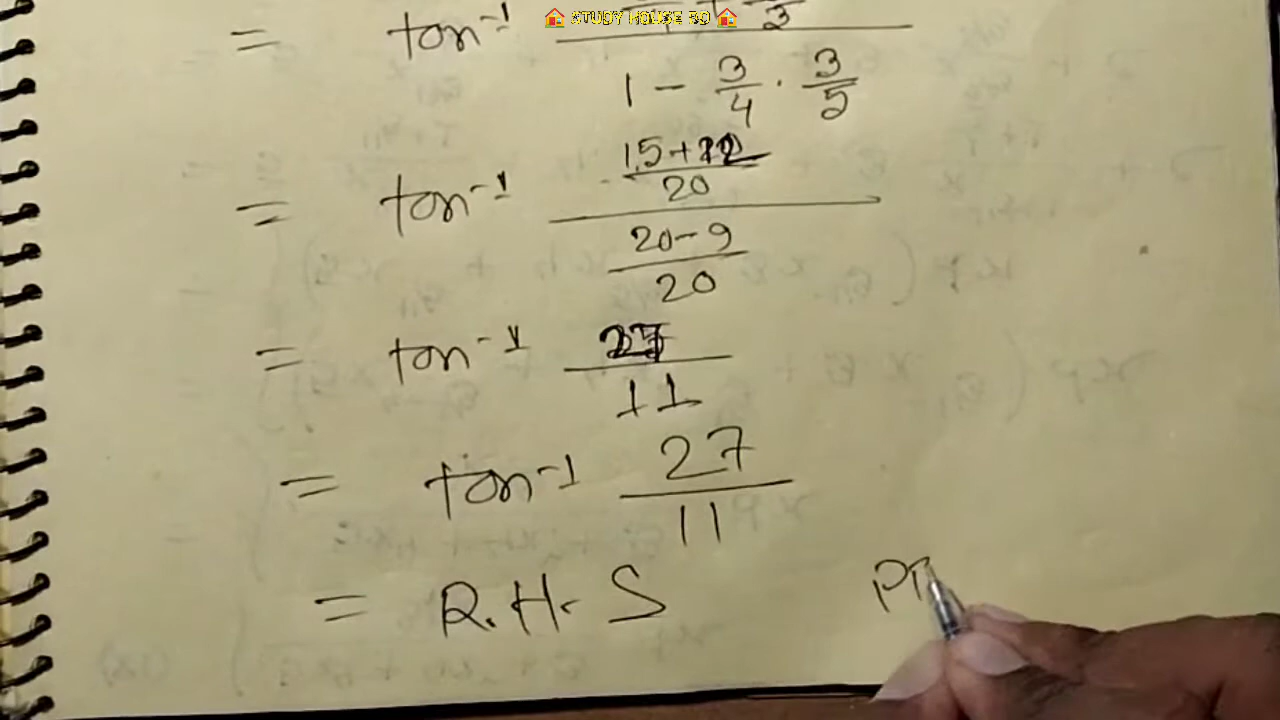 🏠 STUDY HOUSE RO 🏠
= tan⁻¹
1 - 3/4 · 3/5
= tan⁻¹ (15+12)/20
(20-9)/20
= tan⁻¹ 27/11
= tan⁻¹ 27/11
= R.H.S